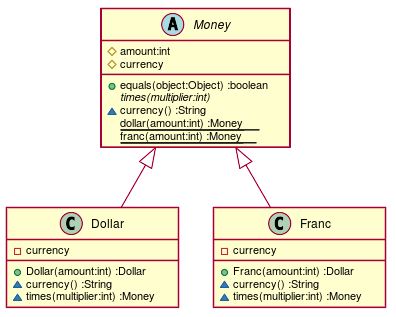 A Money
amount:int
currency
equals(object:Object) :boolean
times(multiplier:int)
currency() :String
dollar(amount:int) :Money
franc(amount:int) :Money
C Dollar
currency
Dollar(amount:int) :Dollar
currency() :String
times(multiplier:int) :Money
C Franc
currency
Franc(amount:int) :Dollar
currency() :String
times(multiplier:int) :Money